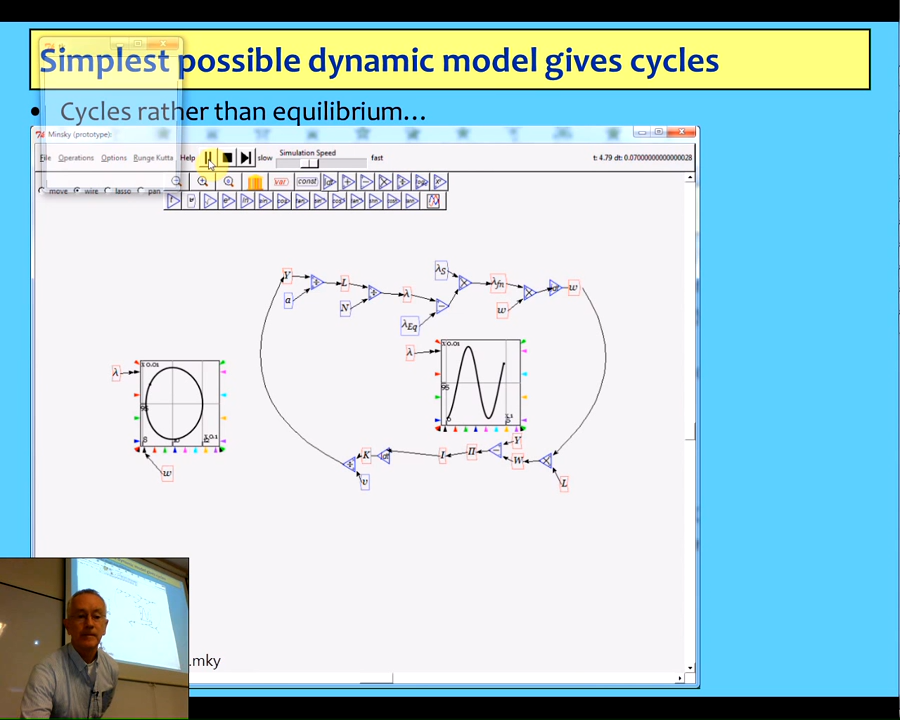 Simplest possible dynamic model gives cycles
• Cycles rather than equilibrium…
Minsky (prototype):
File Operations Options Runge Kutta Help
slow Simulation Speed fast
t: 4.79 dt: 0.0700000000000028
move wire lasso pan
var const
Y L λ λS λfn w
a N λEq w
λ λ
w
K I Π Y
W
v L
.mky